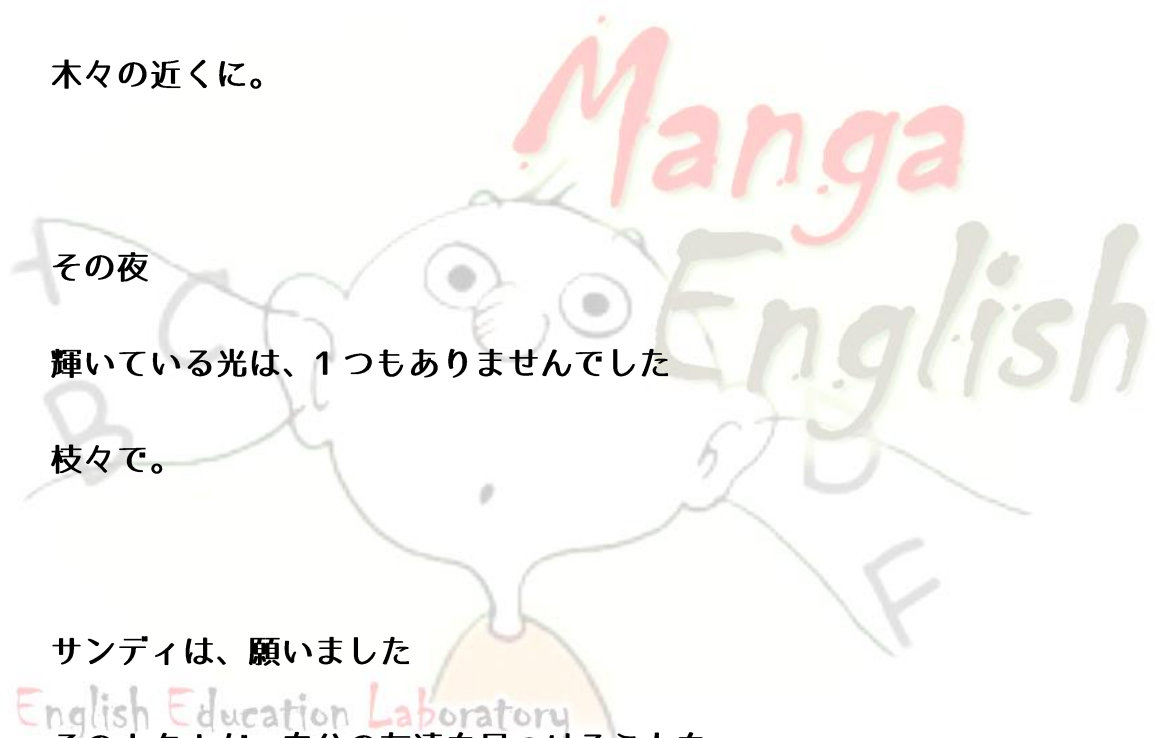 木々の近くに。
Manga
English
その夜
輝いている光は、1 つもありませんでした
枝々で。
サンディは、願いました
English Education Laboratory
A
C
B
D
F